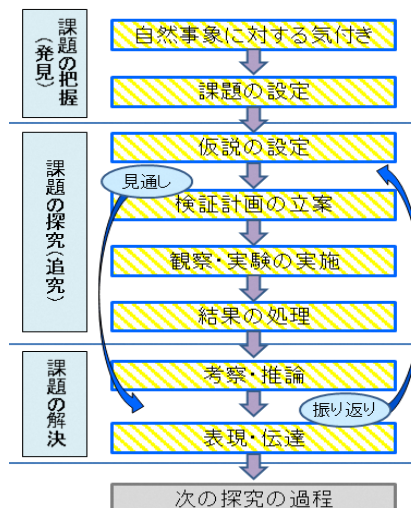 課題の把握
(発見)
自然事象に対する気付き
課題の設定
課題の探究(追究)
仮説の設定
見通し
検証計画の立案
観察・実験の実施
結果の処理
課題の解決
考察・推論
振り返り
表現・伝達
次の探究の過程